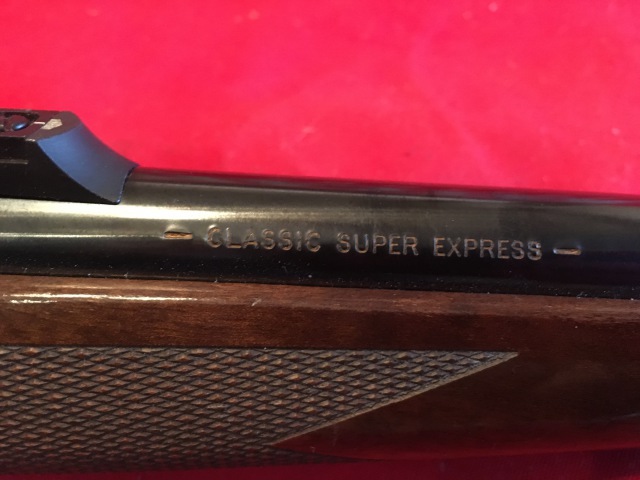 - CLASSIC SUPER EXPRESS -